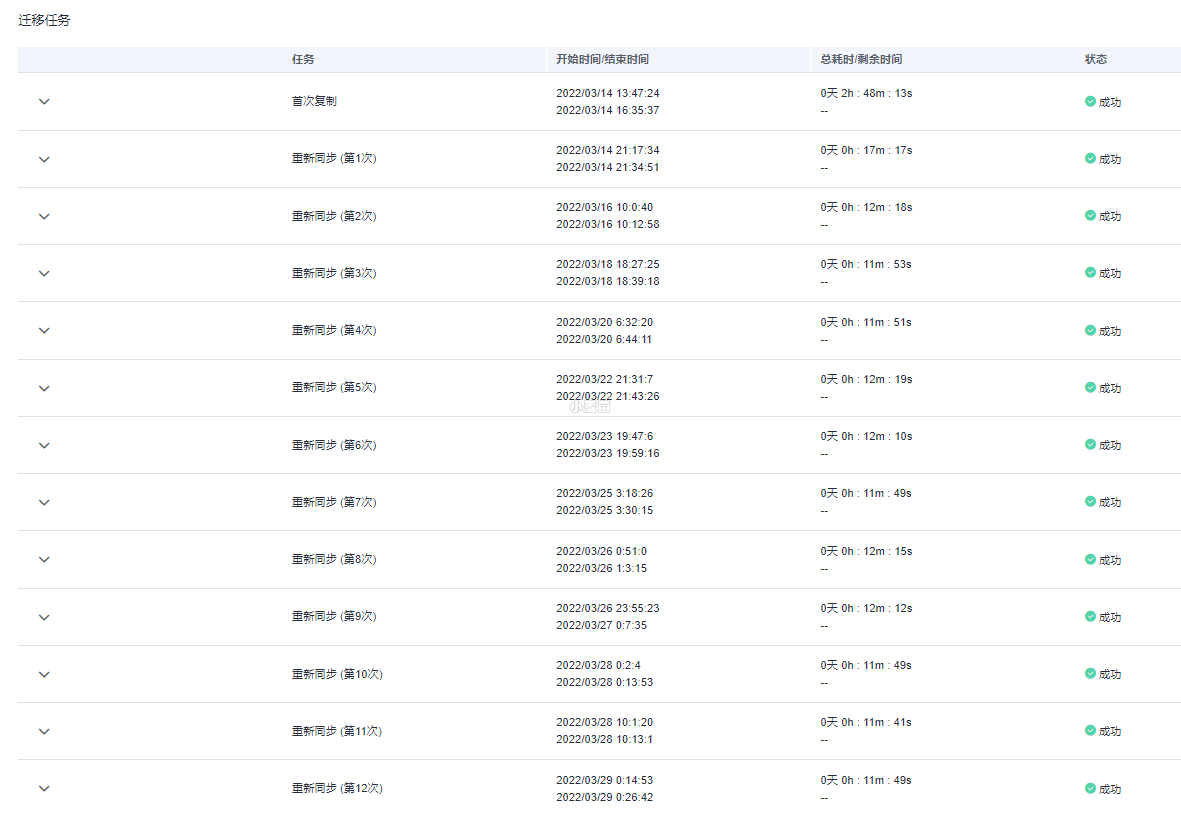 迁移任务
任务 开始时间/结束时间 总耗时/剩余时间 状态
首次复制 2022/03/14 13:47:24 0天 2h : 48m : 13s 成功
2022/03/14 16:35:37 --
重新同步 (第1次) 2022/03/14 21:17:34 0天 0h : 17m : 17s 成功
2022/03/14 21:34:51 --
重新同步 (第2次) 2022/03/16 10:0:40 0天 0h : 12m : 18s 成功
2022/03/16 10:12:58 --
重新同步 (第3次) 2022/03/18 18:27:25 0天 0h : 11m : 53s 成功
2022/03/18 18:39:18 --
重新同步 (第4次) 2022/03/20 6:32:20 0天 0h : 11m : 51s 成功
2022/03/20 6:44:11 --
重新同步 (第5次) 2022/03/22 21:31:7 0天 0h : 12m : 19s 成功
2022/03/22 21:43:26 --
重新同步 (第6次) 2022/03/23 19:47:6 0天 0h : 12m : 10s 成功
2022/03/23 19:59:16 --
重新同步 (第7次) 2022/03/25 3:18:26 0天 0h : 11m : 49s 成功
2022/03/25 3:30:15 --
重新同步 (第8次) 2022/03/26 0:51:0 0天 0h : 12m : 15s 成功
2022/03/26 1:3:15 --
重新同步 (第9次) 2022/03/26 23:55:23 0天 0h : 12m : 12s 成功
2022/03/27 0:7:35 --
重新同步 (第10次) 2022/03/28 0:2:4 0天 0h : 11m : 49s 成功
2022/03/28 0:13:53 --
重新同步 (第11次) 2022/03/28 10:1:20 0天 0h : 11m : 41s 成功
2022/03/28 10:13:1 --
重新同步 (第12次) 2022/03/29 0:14:53 0天 0h : 11m : 49s 成功
2022/03/29 0:26:42 --